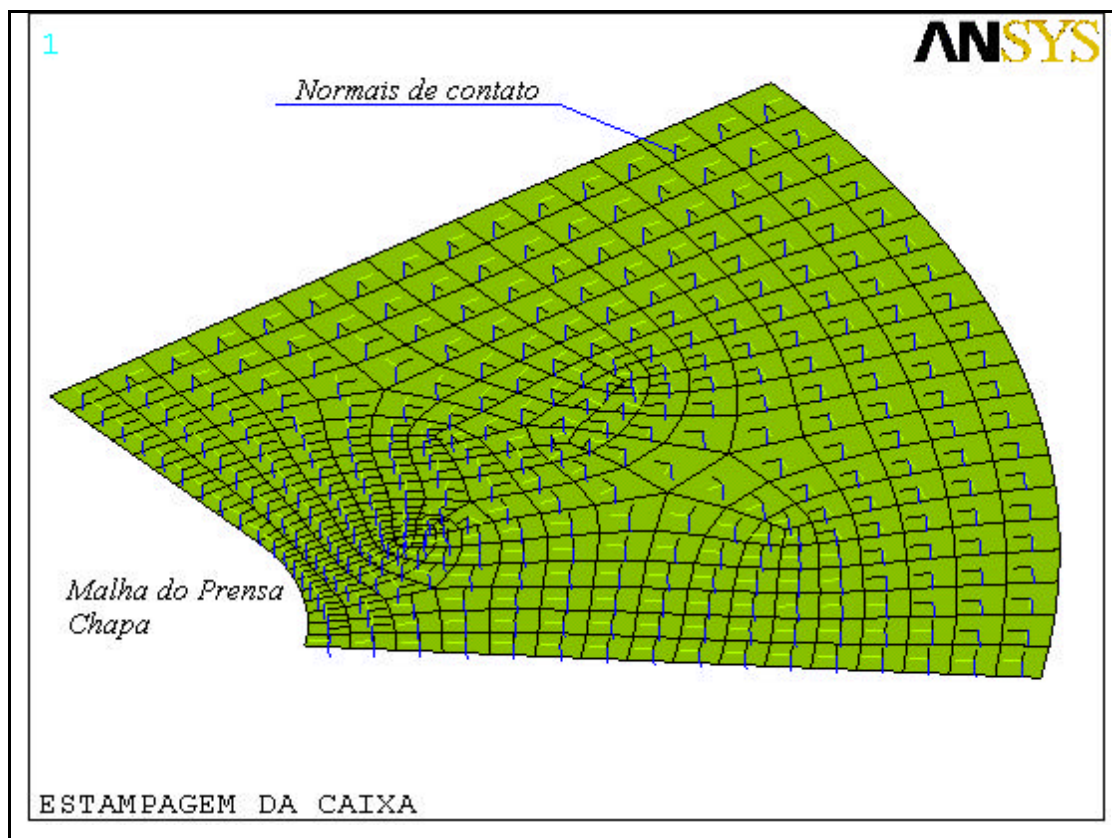 1
ANSYS
Normais de contato
Malha do Prensa
Chapa
ESTAMPAGEM DA CAIXA